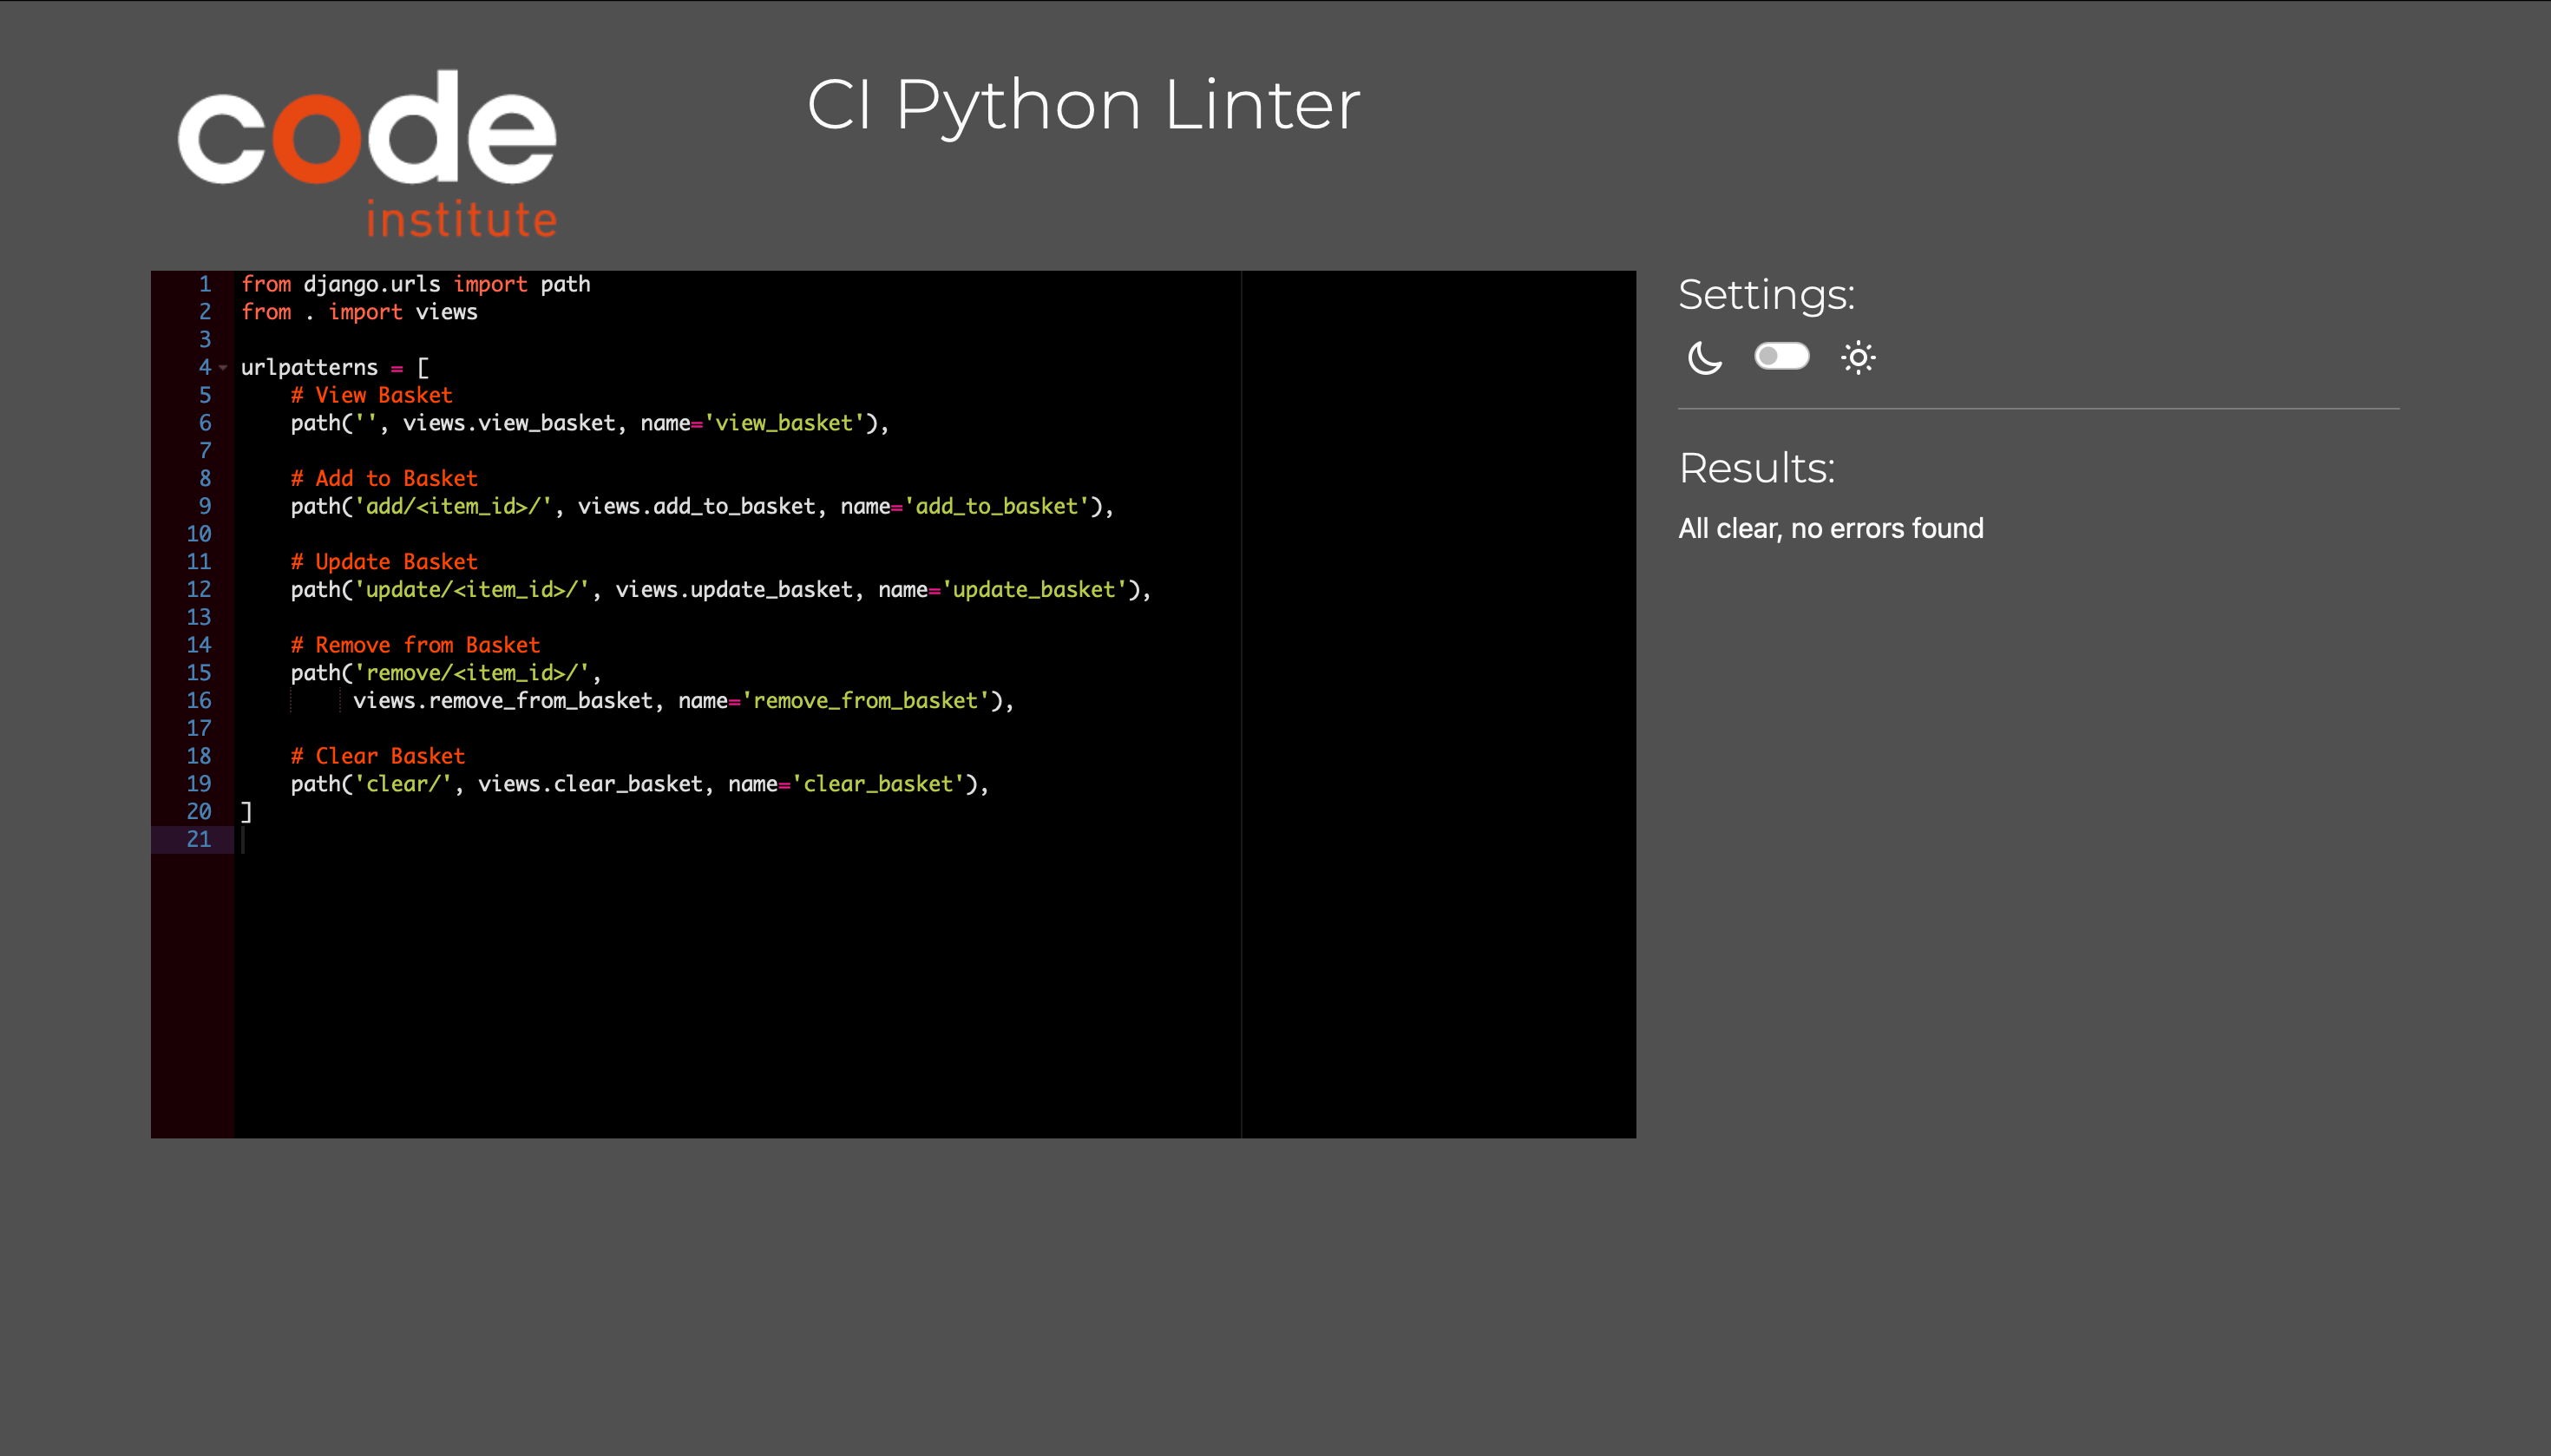 code
institute
CI Python Linter
1 from django.urls import path
2 from . import views
3
4 urlpatterns = [
5     # View Basket
6     path('', views.view_basket, name='view_basket'),
7
8     # Add to Basket
9     path('add/<item_id>/', views.add_to_basket, name='add_to_basket'),
10
11     # Update Basket
12     path('update/<item_id>/', views.update_basket, name='update_basket'),
13
14     # Remove from Basket
15     path('remove/<item_id>/',
16          views.remove_from_basket, name='remove_from_basket'),
17
18     # Clear Basket
19     path('clear/', views.clear_basket, name='clear_basket'),
20 ]
21
Settings:
Results:
All clear, no errors found